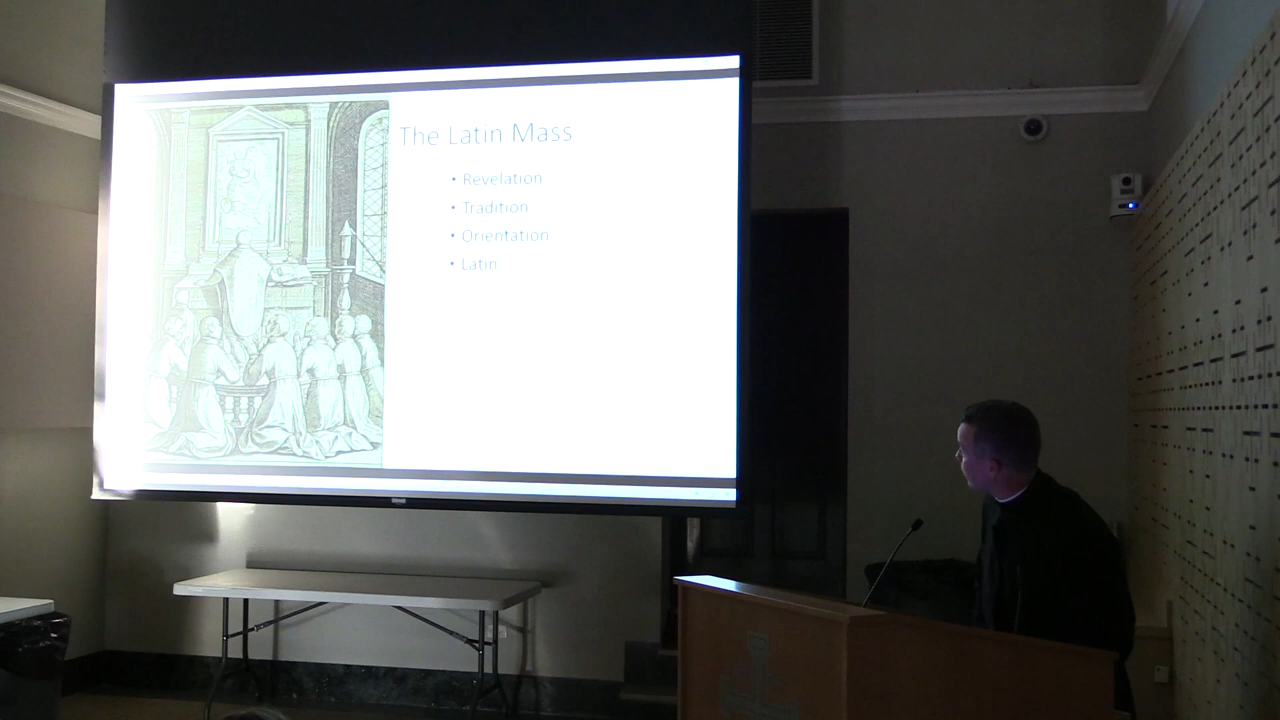 The Latin Mass
• Revelation
• Tradition
• Orientation
• Latin